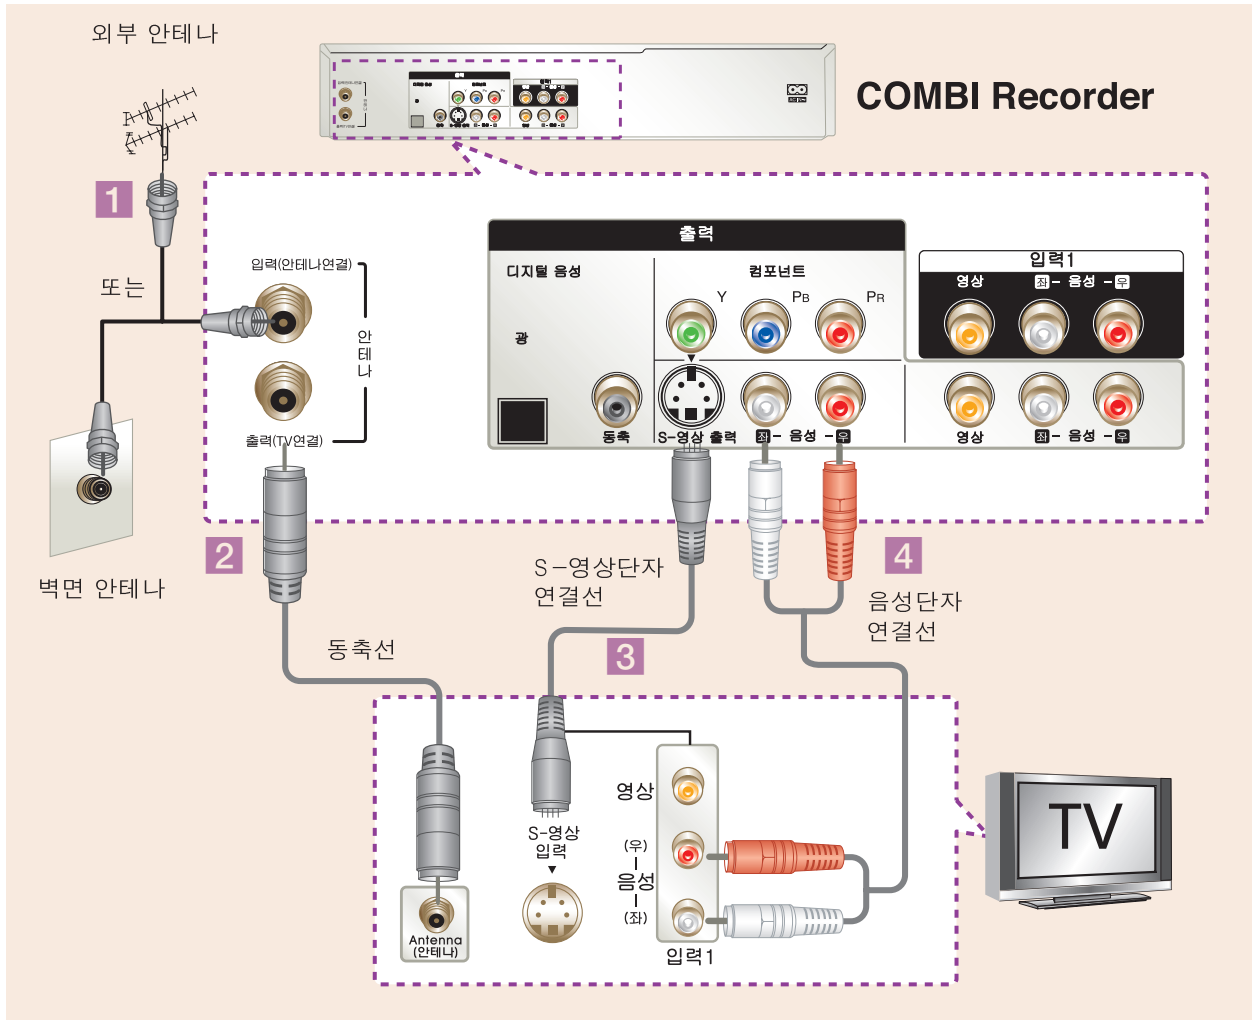 외부 안테나
COMBI Recorder
1
또는
벽면 안테나
입력(안테나연결)
안테나
출력(TV연결)
출력
디지털 음성
광
동축
컴포넌트
Y
PB
PR
S-영상 출력
좌 - 음성 - 우
입력1
영상
좌 - 음성 - 우
영상
좌 - 음성 - 우
2
동축선
S-영상단자
연결선
3
4
음성단자
연결선
Antenna
(안테나)
S-영상
입력
영상
(우)
음성
(좌)
입력1
TV